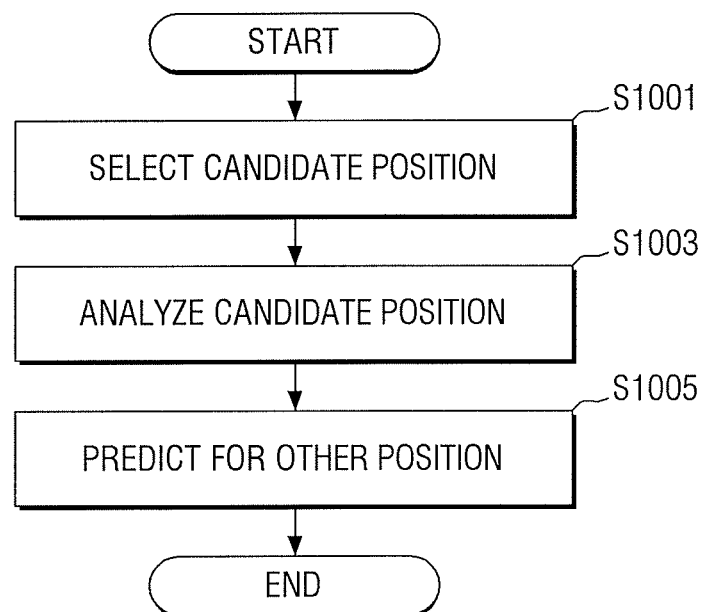 START
S1001
SELECT CANDIDATE POSITION
S1003
ANALYZE CANDIDATE POSITION
S1005
PREDICT FOR OTHER POSITION
END